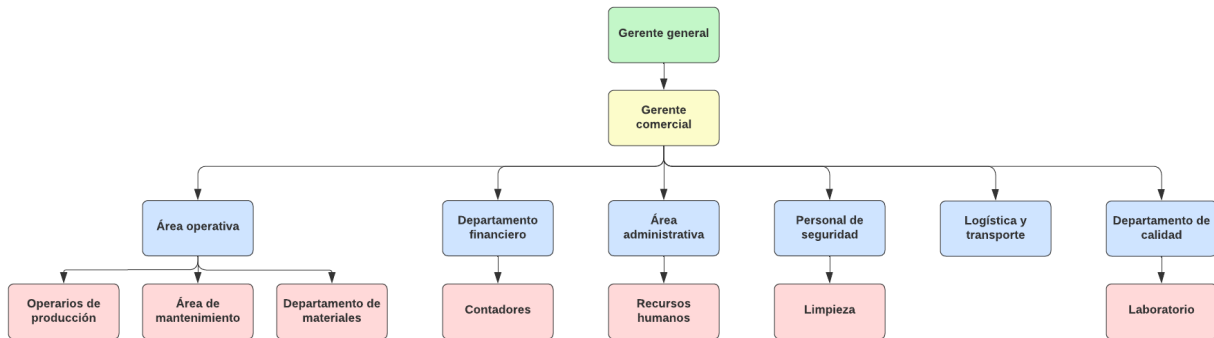 Gerente general
Gerente
comercial
Área operativa
Departamento
financiero
Área
administrativa
Personal de
seguridad
Logística y
transporte
Departamento de
calidad
Operarios de
producción
Área de
mantenimiento
Departamento de
materiales
Contadores
Recursos
humanos
Limpieza
Laboratorio